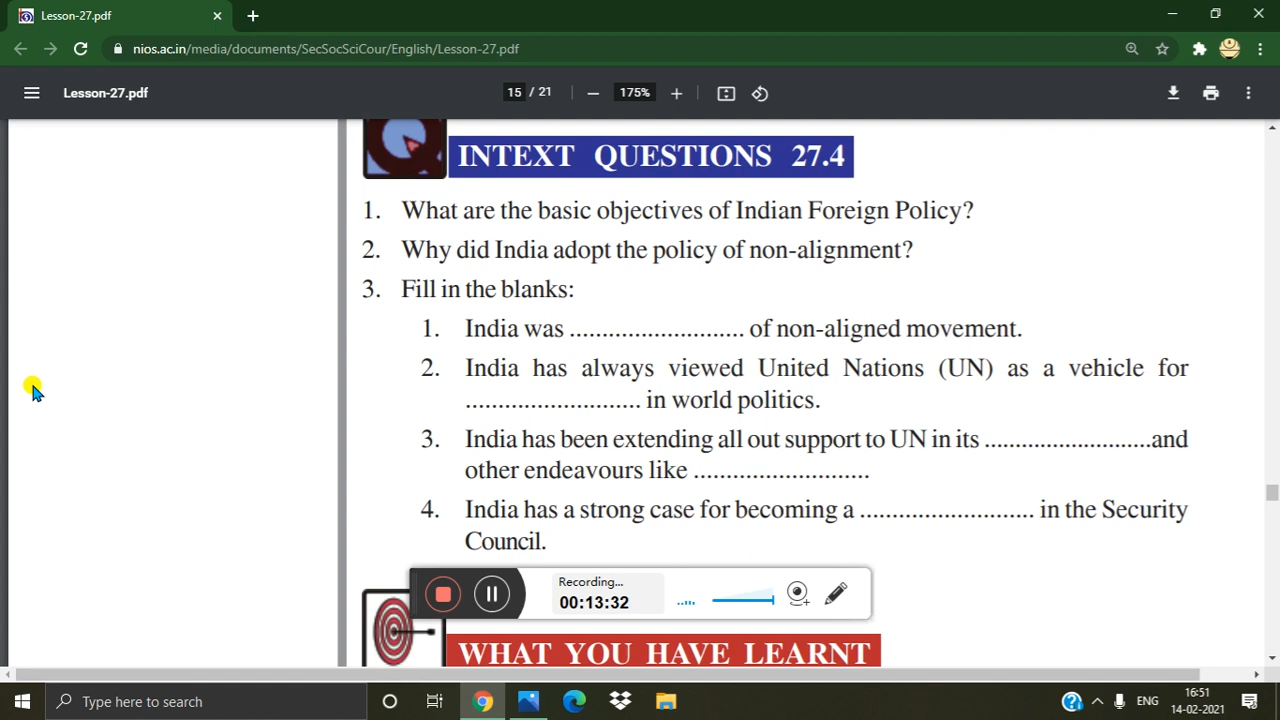 Lesson-27.pdf
nios.ac.in/media/documents/SecSocSciCour/English/Lesson-27.pdf
Lesson-27.pdf
15 / 21
175%
INTEXT QUESTIONS 27.4
1. What are the basic objectives of Indian Foreign Policy?
2. Why did India adopt the policy of non-alignment?
3. Fill in the blanks:
1. India was .......................... of non-aligned movement.
2. India has always viewed United Nations (UN) as a vehicle for
.......................... in world politics.
3. India has been extending all out support to UN in its .........................and
other endeavours like ..........................
4. India has a strong case for becoming a .......................... in the Security
Council.
Recording...
00:13:32
WHAT YOU HAVE LEARNT
Type here to search
ENG
16:51
14-02-2021